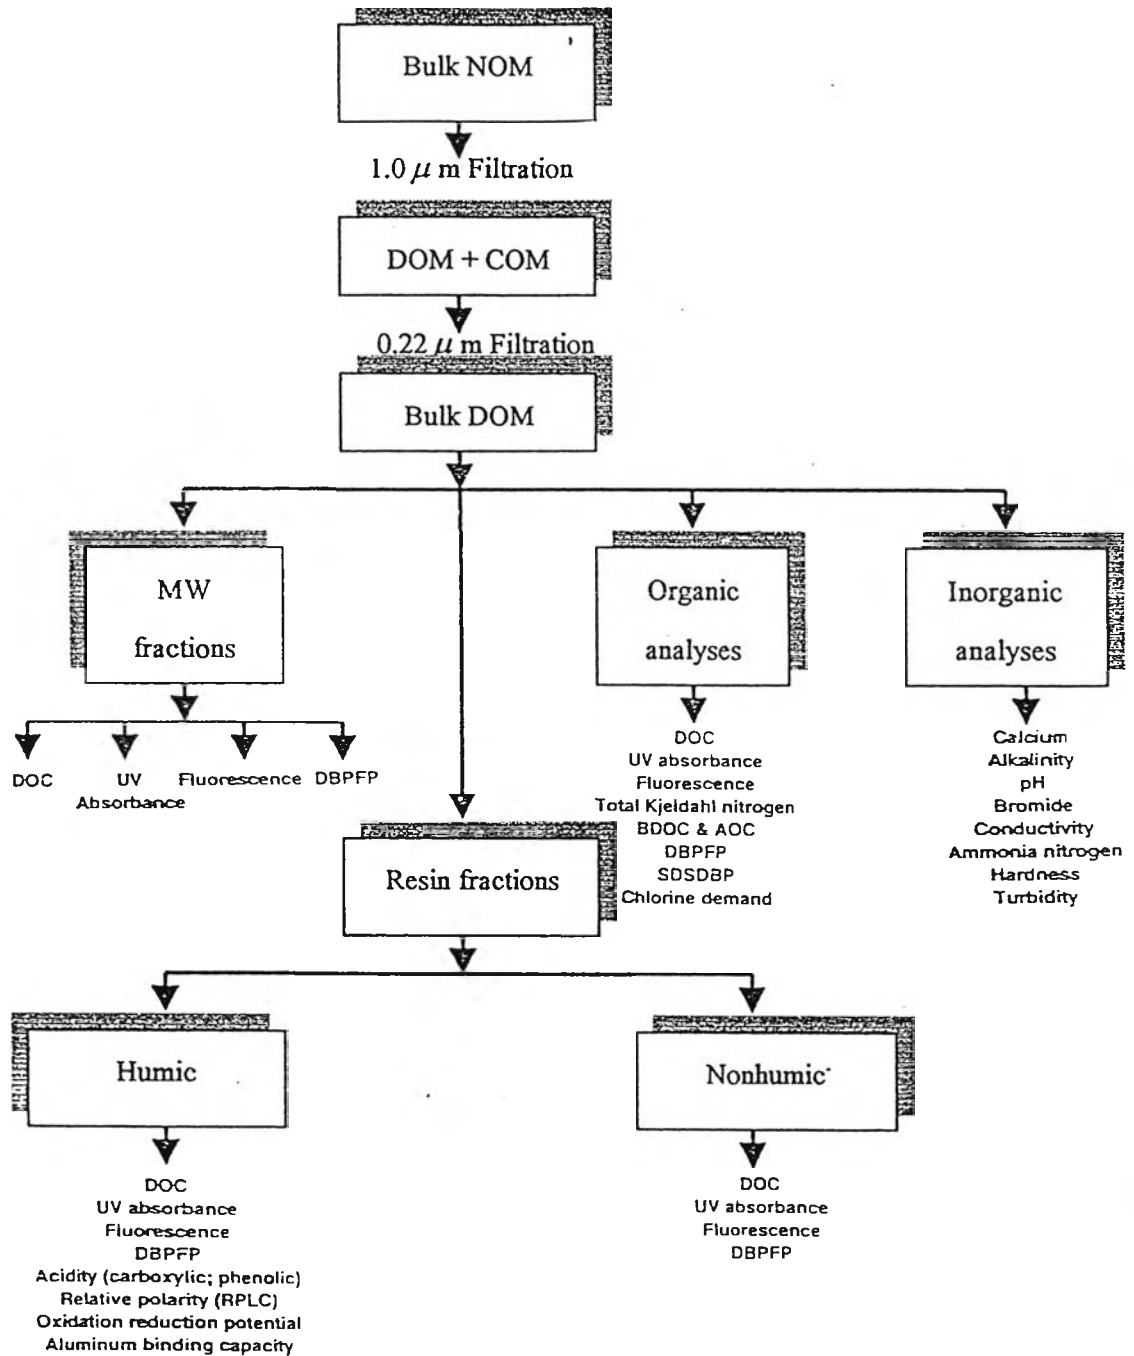 Bulk NOM
1.0 μ m Filtration
DOM + COM
0,22 μ m Filtration
Bulk DOM
MW
fractions
Organic
analyses
Inorganic
analyses
DOC
UV
Absorbance
Fluorescence
DBPFP
DOC
UV absorbance
Fluorescence
Total Kjeldahl nitrogen
BDOC & AOC
DBPFP
SDSDBP
Chlorine demand
Calcium
Alkalinity
pH
Bromide
Conductivity
Ammonia nitrogen
Hardness
Turbidity
Resin fractions
Humic
Nonhumic
DOC
UV absorbance
Fluorescence
DBPFP
Acidity (carboxylic; phenolic)
Relative polarity (RPLC)
Oxidation reduction potential
Aluminum binding capacity
DOC
UV absorbance
Fluorescence
DBPFP